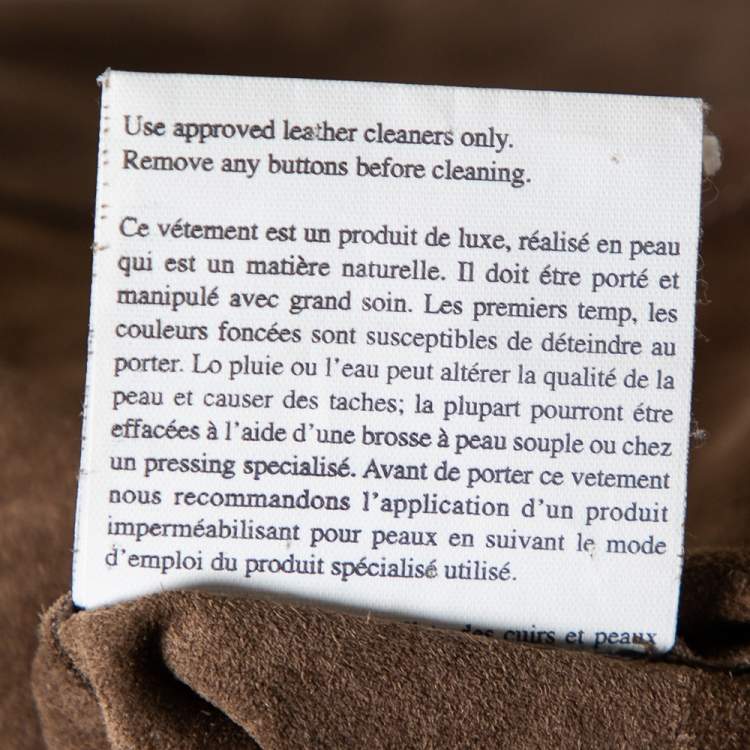 Use approved leather cleaners only.
Remove any buttons before cleaning.
Ce vétement est un produit de luxe, réalisé en peau
qui est un matière naturelle. Il doit étre porté et
manipulé avec grand soin. Les premiers temp, les
couleurs foncées sont susceptibles de déteindre au
porter. Lo pluie ou l'eau peut altérer la qualité de la
peau et causer des taches; la plupart pourront étre
effacées à l'aide d'une brosse à peau souple ou chez
un pressing specialisé. Avant de porter ce vetement
nous recommandons l'application d'un produit
imperméabilisant pour peaux en suivant le mode
d'emploi du produit spécialisé utilisé.
des cuirs et peaux